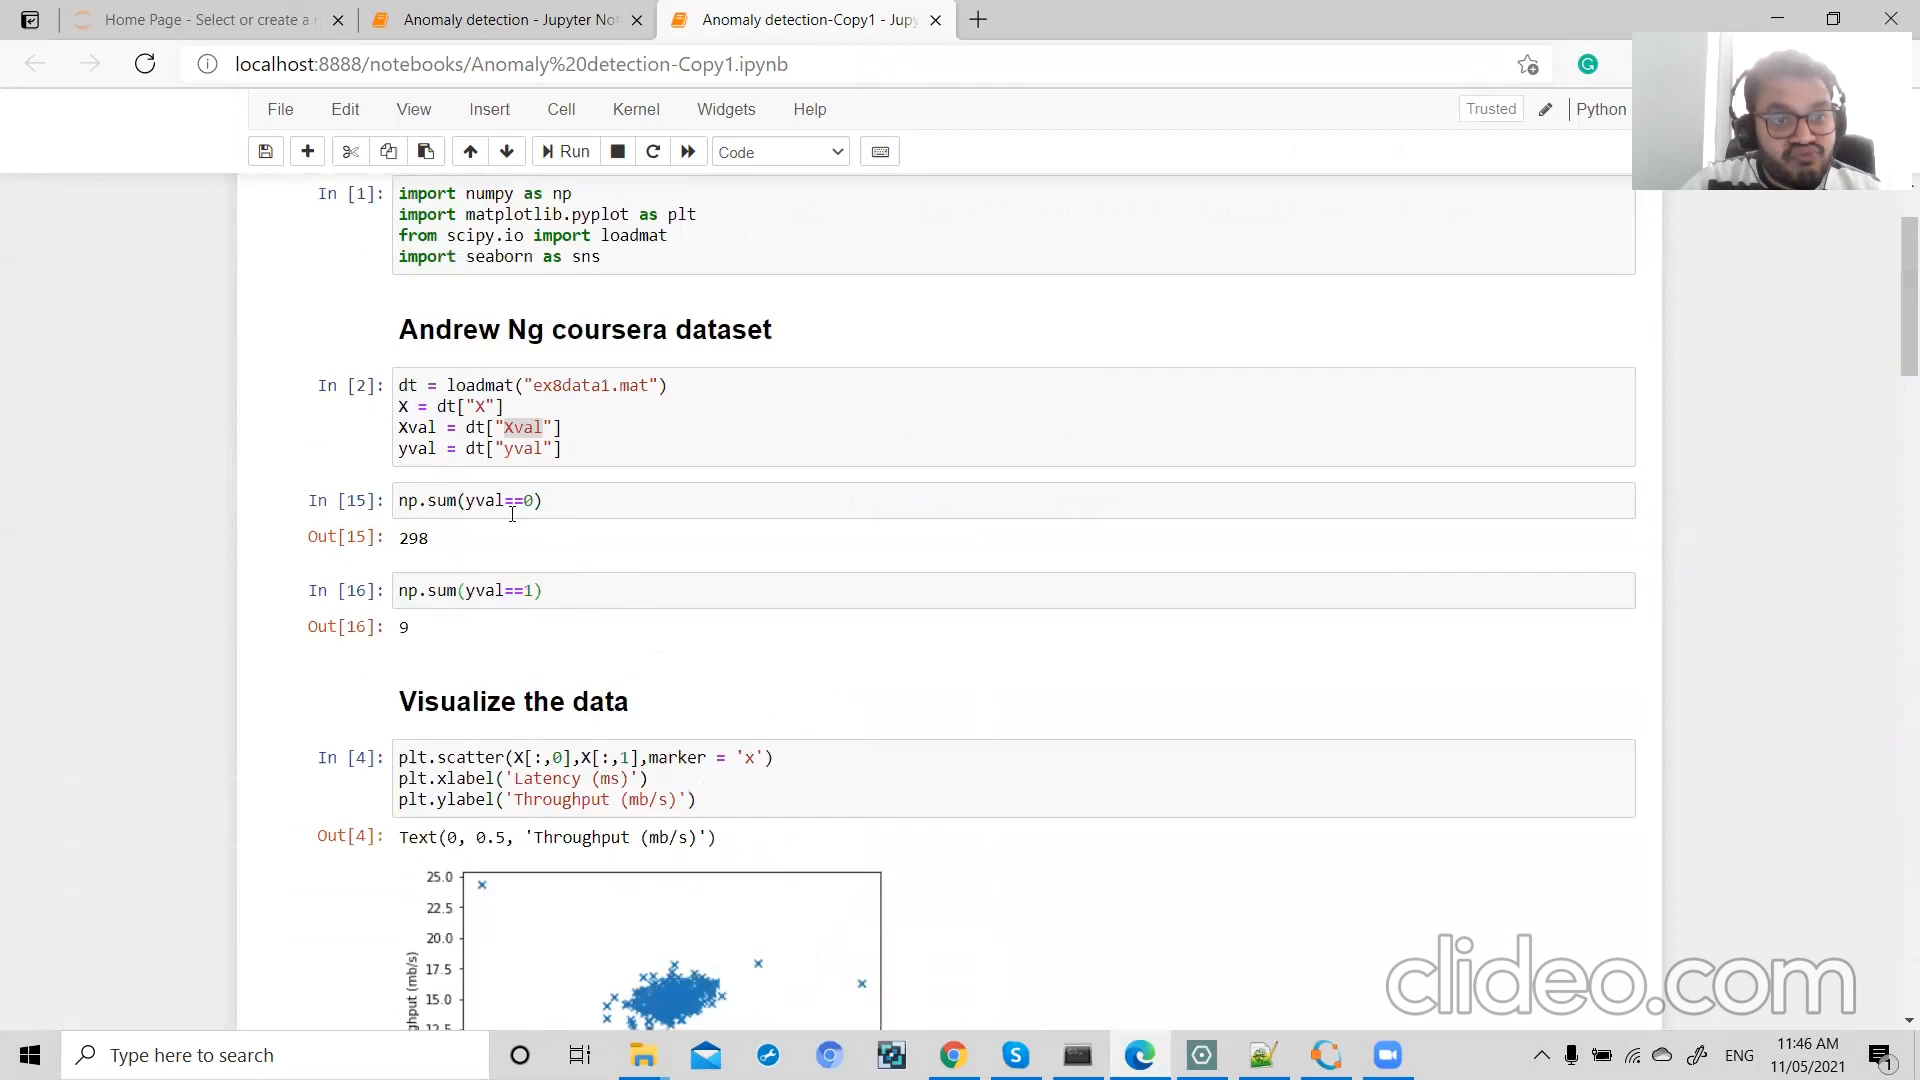 Home Page - Select or create a n
Anomaly detection - Jupyter Not
Anomaly detection-Copy1 - Jupy
localhost:8888/notebooks/Anomaly%20detection-Copy1.ipynb
G
File Edit View Insert Cell Kernel Widgets Help
Trusted
Python
Run
Code
In [1]:
import numpy as np
import matplotlib.pyplot as plt
from scipy.io import loadmat
import seaborn as sns
Andrew Ng coursera dataset
In [2]:
dt = loadmat("ex8data1.mat")
X = dt["X"]
Xval = dt["Xval"]
yval = dt["yval"]
In [15]: np.sum(yval==0)
Out[15]: 298
In [16]: np.sum(yval==1)
Out[16]: 9
Visualize the data
In [4]:
plt.scatter(X[:,0],X[:,1],marker = 'x')
plt.xlabel('Latency (ms)')
plt.ylabel('Throughput (mb/s)')
Out[4]: Text(0, 0.5, 'Throughput (mb/s)')
25.0
22.5
20.0
17.5
15.0
12.5
ghput (mb/s)
clideo.com
Type here to search
ENG
11:46 AM
11/05/2021
1